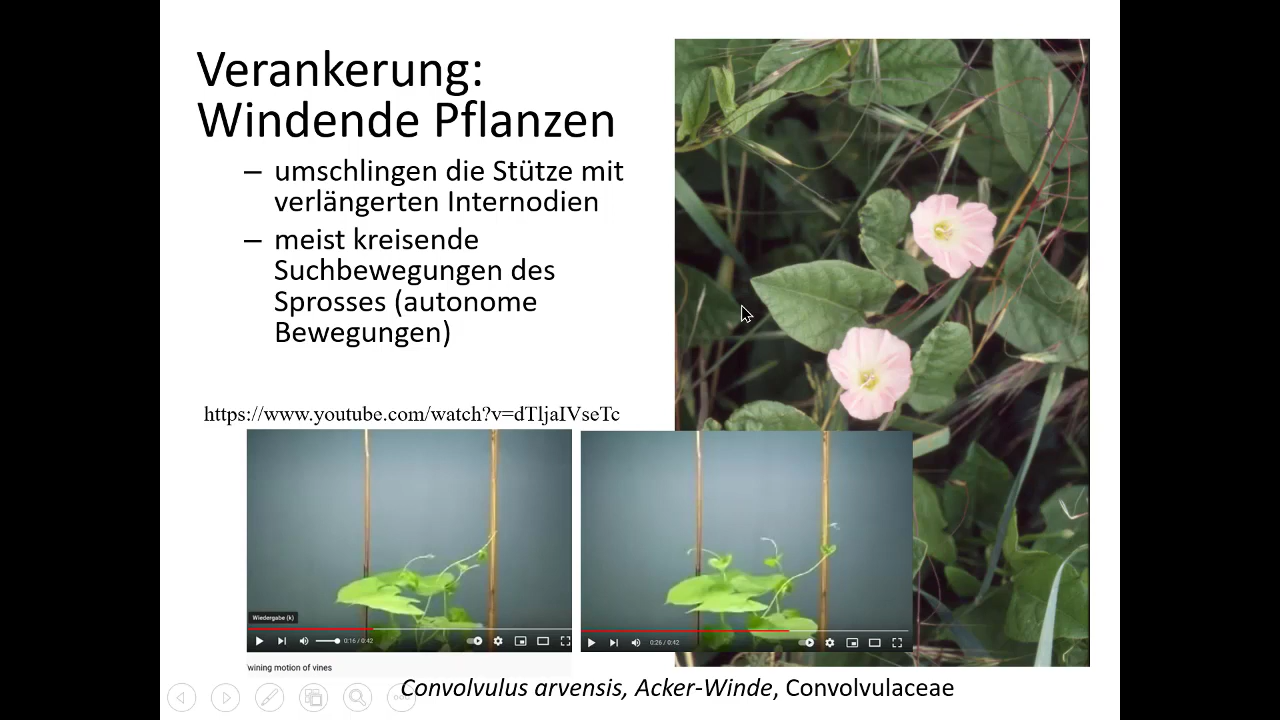 Verankerung:
Windende Pflanzen
– umschlingen die Stütze mit
verlängerten Internodien
– meist kreisende
Suchbewegungen des
Sprosses (autonome
Bewegungen)
https://www.youtube.com/watch?v=dTljaIVseTc
Wiedergabe (k)
0:16 / 0:42
0:26 / 0:42
wining motion of vines
Convolvulus arvensis, Acker-Winde, Convolvulaceae